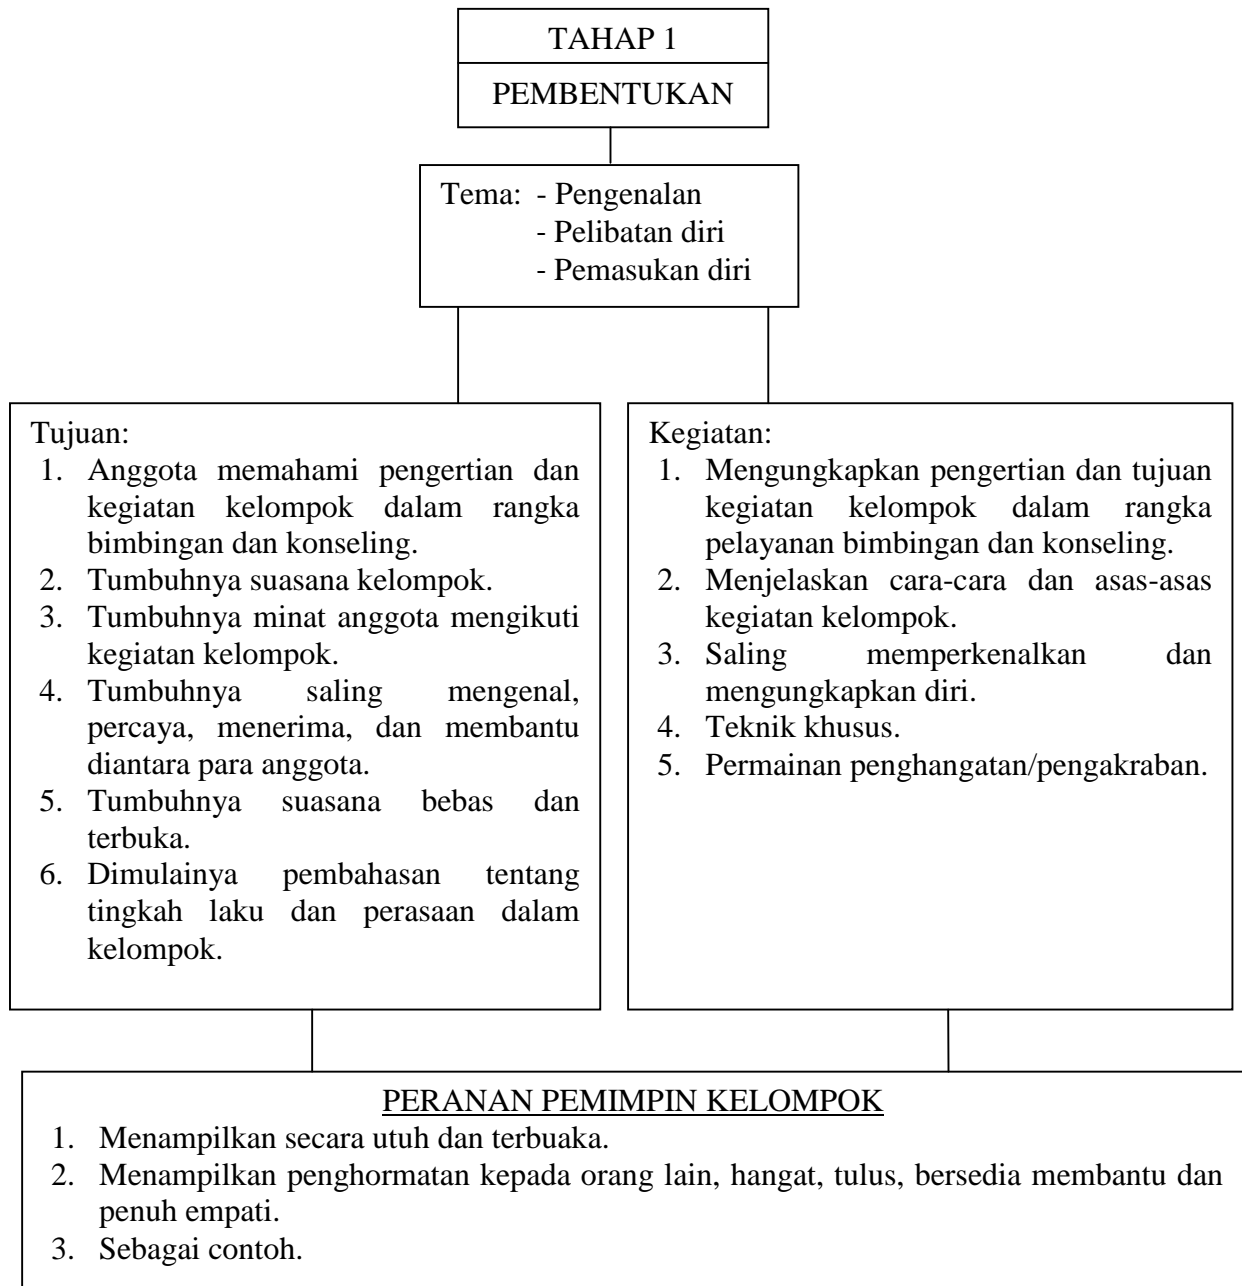 TAHAP 1
PEMBENTUKAN
Tema: - Pengenalan
- Pelibatan diri
- Pemasukan diri
Tujuan:
1. Anggota memahami pengertian dan
kegiatan kelompok dalam rangka
bimbingan dan konseling.
2. Tumbuhnya suasana kelompok.
3. Tumbuhnya minat anggota mengikuti
kegiatan kelompok.
4. Tumbuhnya saling mengenal,
percaya, menerima, dan membantu
diantara para anggota.
5. Tumbuhnya suasana bebas dan
terbuka.
6. Dimulainya pembahasan tentang
tingkah laku dan perasaan dalam
kelompok.
Kegiatan:
1. Mengungkapkan pengertian dan tujuan
kegiatan kelompok dalam rangka
pelayanan bimbingan dan konseling.
2. Menjelaskan cara-cara dan asas-asas
kegiatan kelompok.
3. Saling memperkenalkan dan
mengungkapkan diri.
4. Teknik khusus.
5. Permainan penghangatan/pengakraban.
PERANAN PEMIMPIN KELOMPOK
1. Menampilkan secara utuh dan terbuaka.
2. Menampilkan penghormatan kepada orang lain, hangat, tulus, bersedia membantu dan
penuh empati.
3. Sebagai contoh.